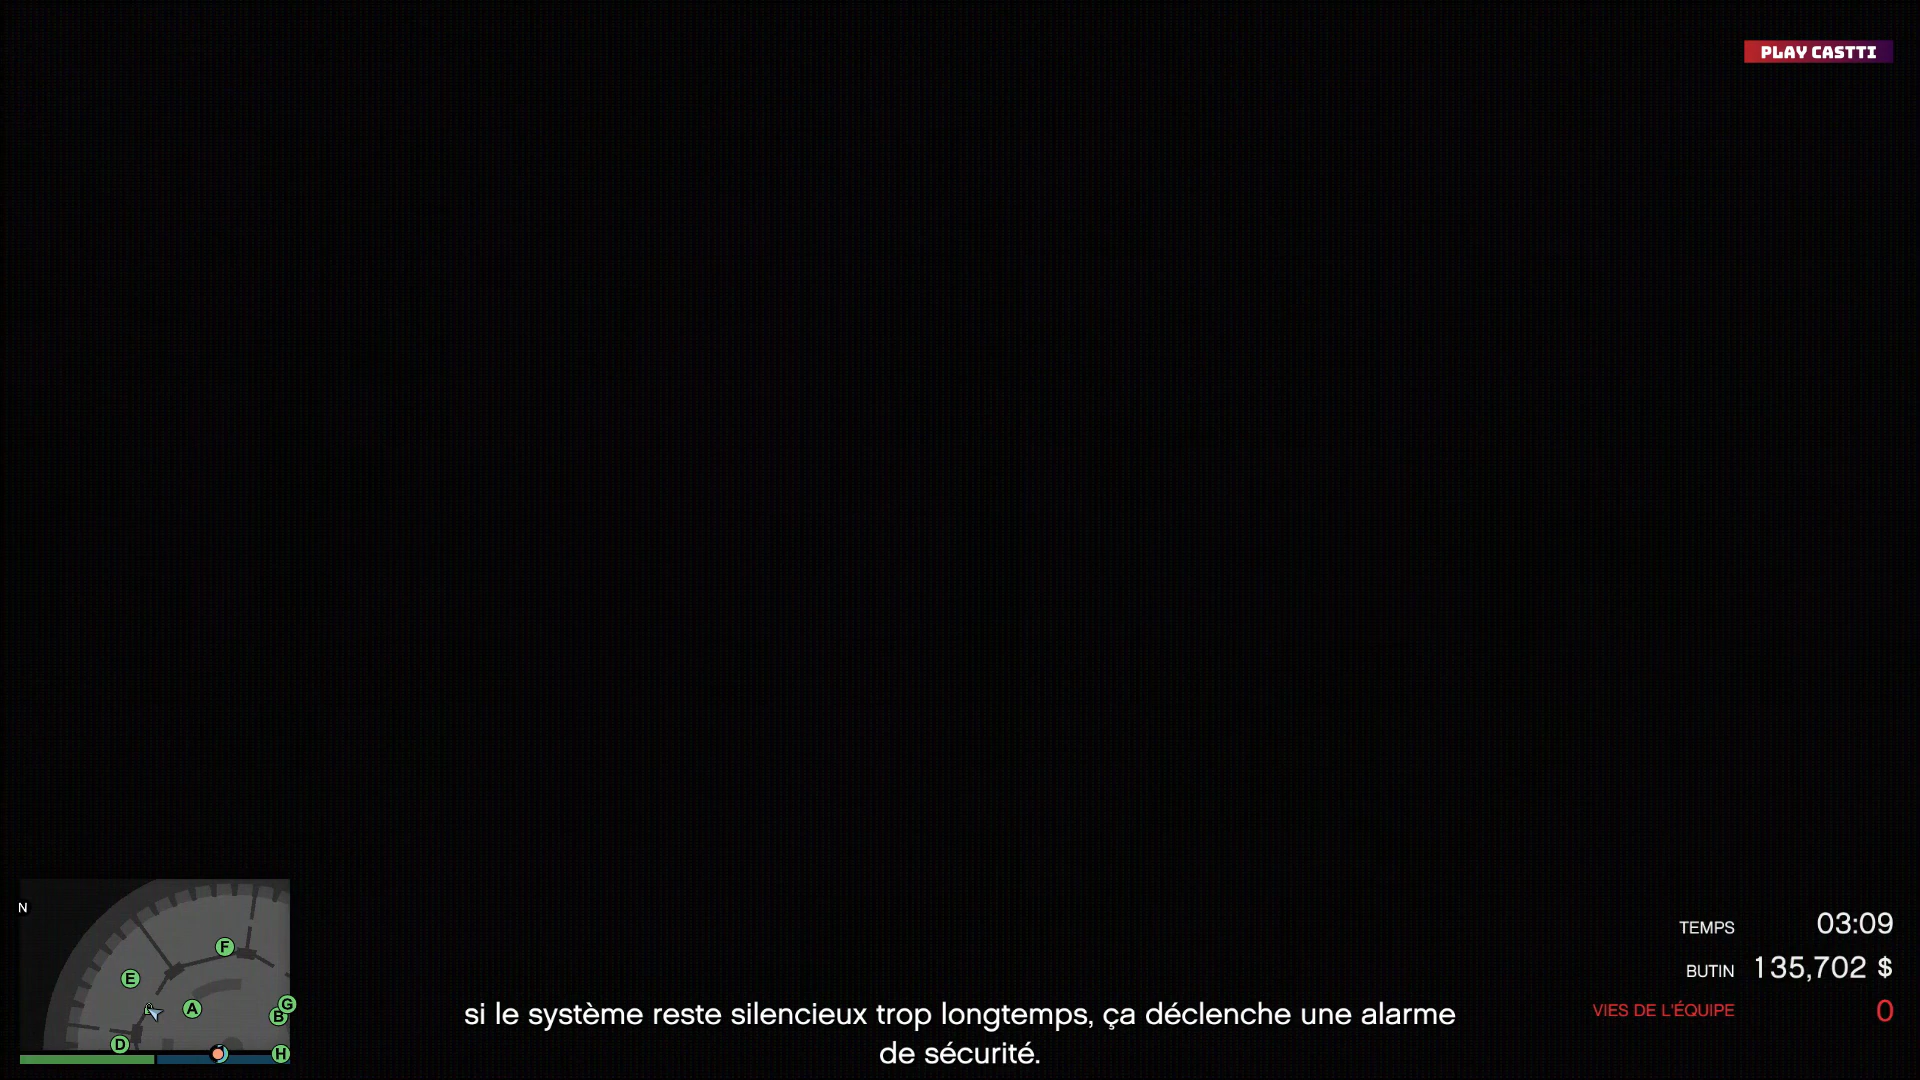 PLAY CASTTI
N
F
E
A
G
B
D
H
si le système reste silencieux trop longtemps, ça déclenche une alarme
de sécurité.
TEMPS 03:09
BUTIN 135,702 $
VIES DE L'ÉQUIPE 0